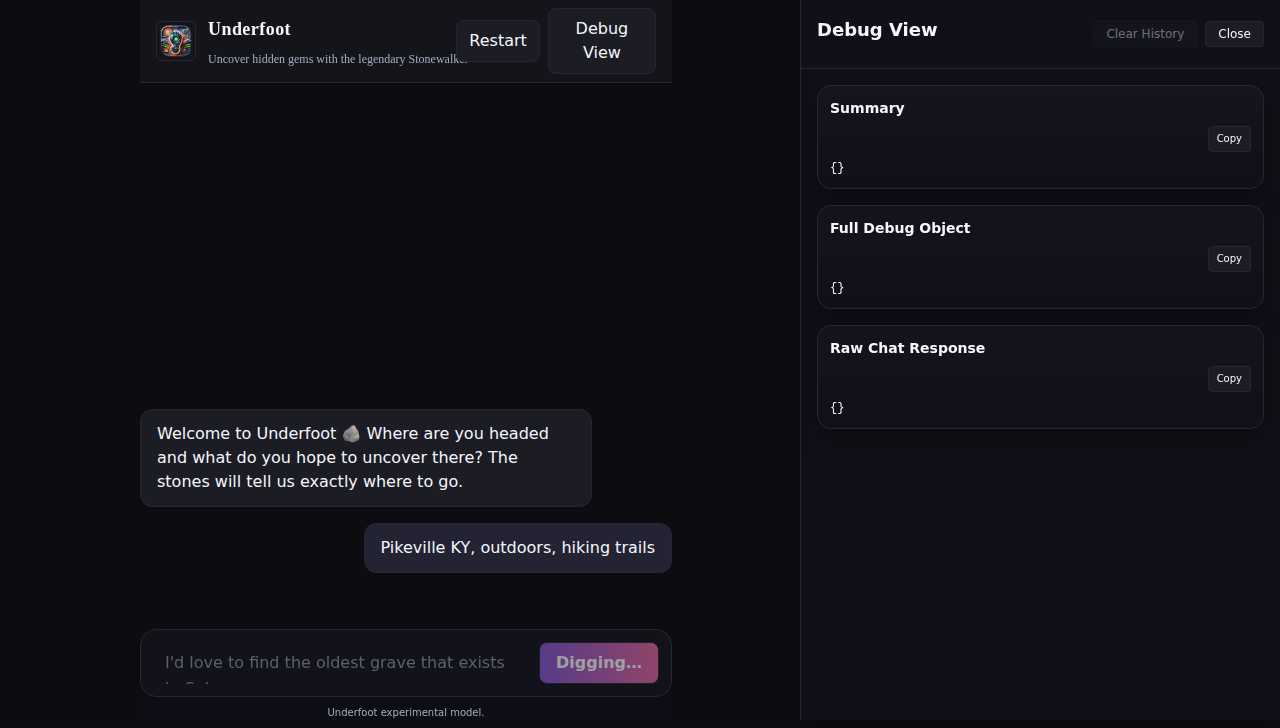 Underfoot
Uncover hidden gems with the legendary Stonewalker
Restart
Debug
View
Welcome to Underfoot 🪨 Where are you headed
and what do you hope to uncover there? The
stones will tell us exactly where to go.
Pikeville KY, outdoors, hiking trails
I'd love to find the oldest grave that exists
Digging…
Underfoot experimental model.
Debug View
Clear History
Close
Summary
Copy
{}
Full Debug Object
Copy
{}
Raw Chat Response
Copy
{}